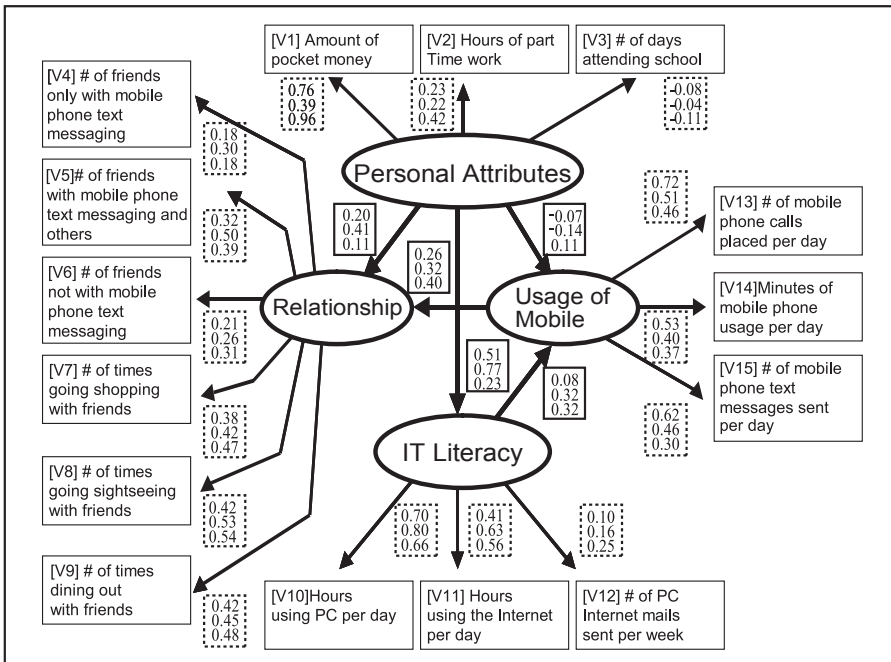 [V1] Amount of
pocket money
[V2] Hours of part
Time work
[V3] # of days
attending school
0.76
0.39
0.96
0.23
0.22
0.42
-0.08
-0.04
-0.11
[V4] # of friends
only with mobile
phone text
messaging
0.18
0.30
0.18
[V5]# of friends
with mobile phone
text messaging and
others
0.32
0.50
0.39
[V6] # of friends
not with mobile
phone text
messaging
0.21
0.26
0.31
[V7] # of times
going shopping
with friends
0.38
0.42
0.47
[V8] # of times
going sightseeing
with friends
0.42
0.53
0.54
[V9] # of times
dining out
with friends
0.42
0.45
0.48
Personal Attributes
0.20
0.41
0.11
-0.07
-0.14
0.11
0.26
0.32
0.40
Relationship
Usage of
Mobile
0.51
0.77
0.23
0.08
0.32
0.32
IT Literacy
0.72
0.51
0.46
[V13] # of mobile
phone calls
placed per day
[V14]Minutes of
mobile phone
usage per day
0.53
0.40
0.37
[V15] # of mobile
phone text
messages sent
per day
0.62
0.46
0.30
0.70
0.80
0.66
0.41
0.63
0.56
0.10
0.16
0.25
[V10]Hours
using PC per day
[V11] Hours
using the Internet
per day
[V12] # of PC
Internet mails
sent per week